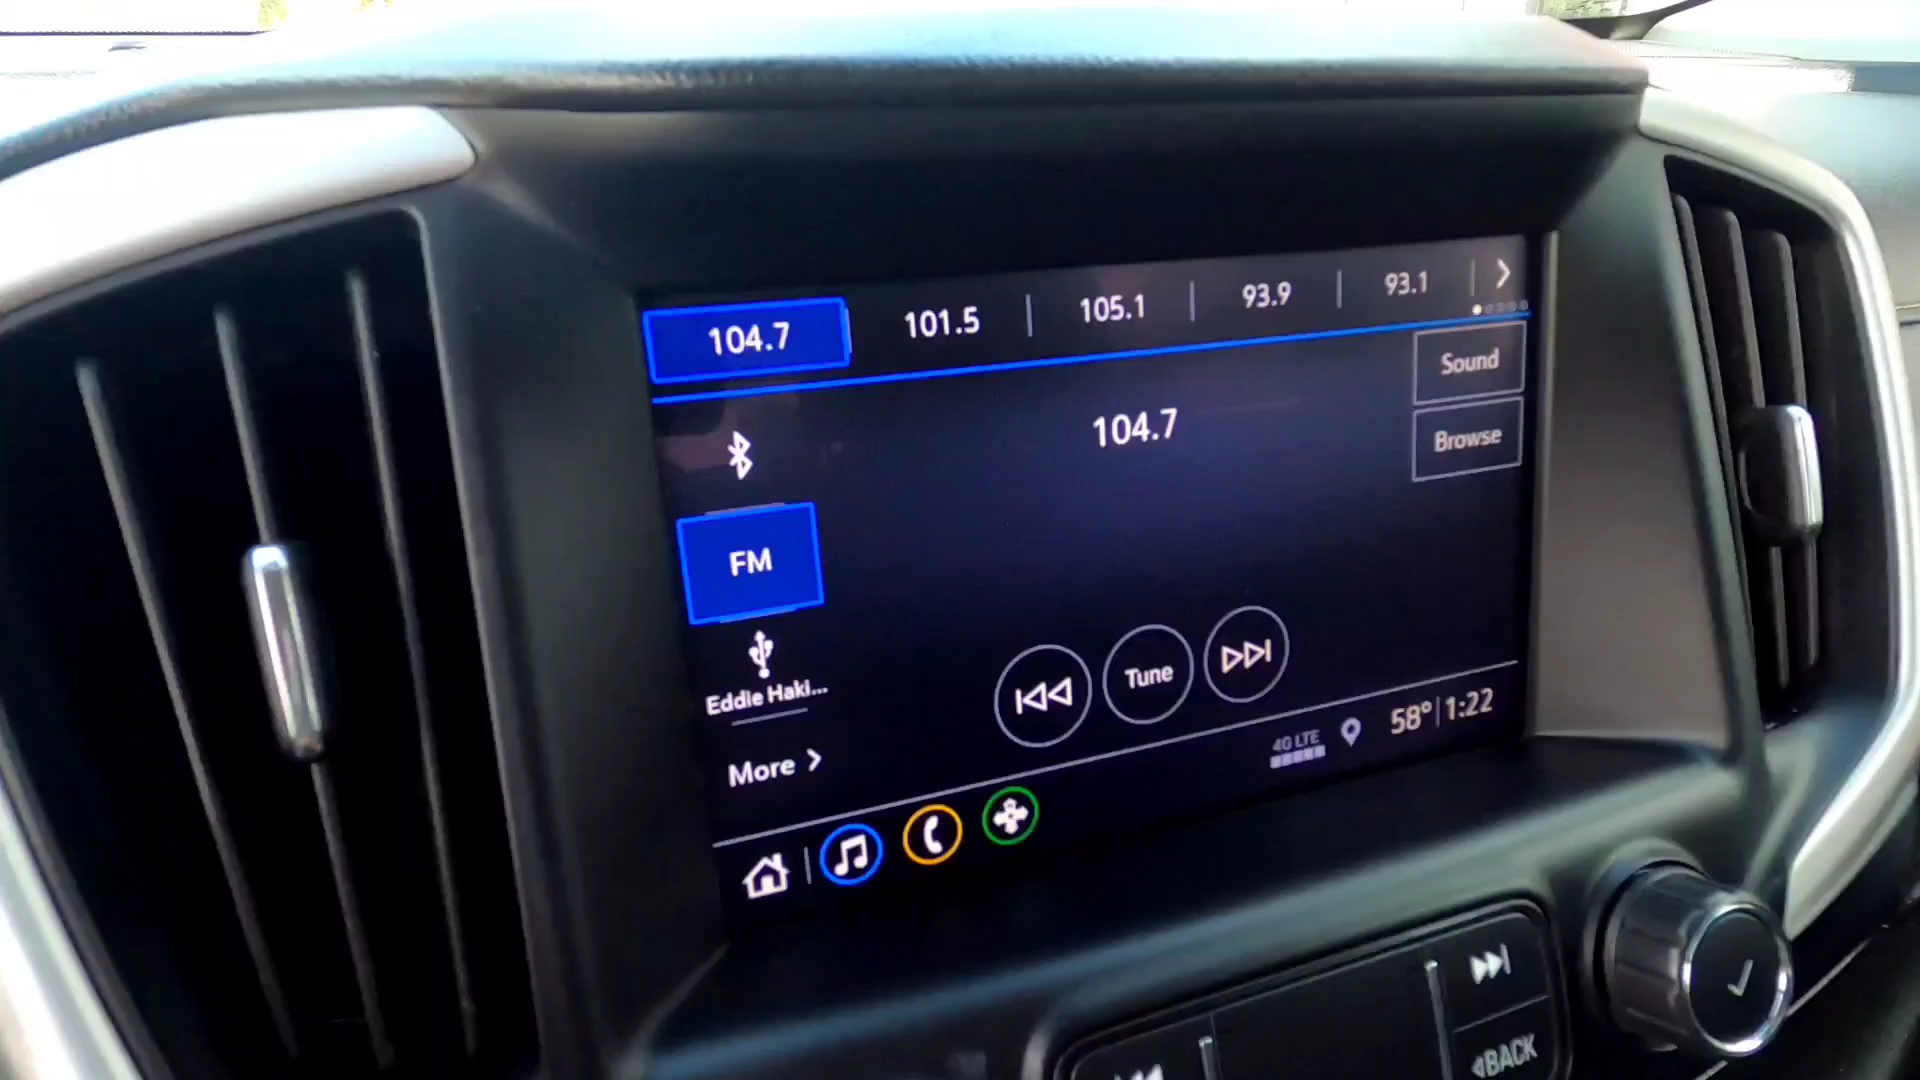 104.7 101.5 105.1 93.9 93.1
Sound
104.7
Browse
FM
Eddie Haki...
Tune
More
4G LTE 58° 1:22
BACK